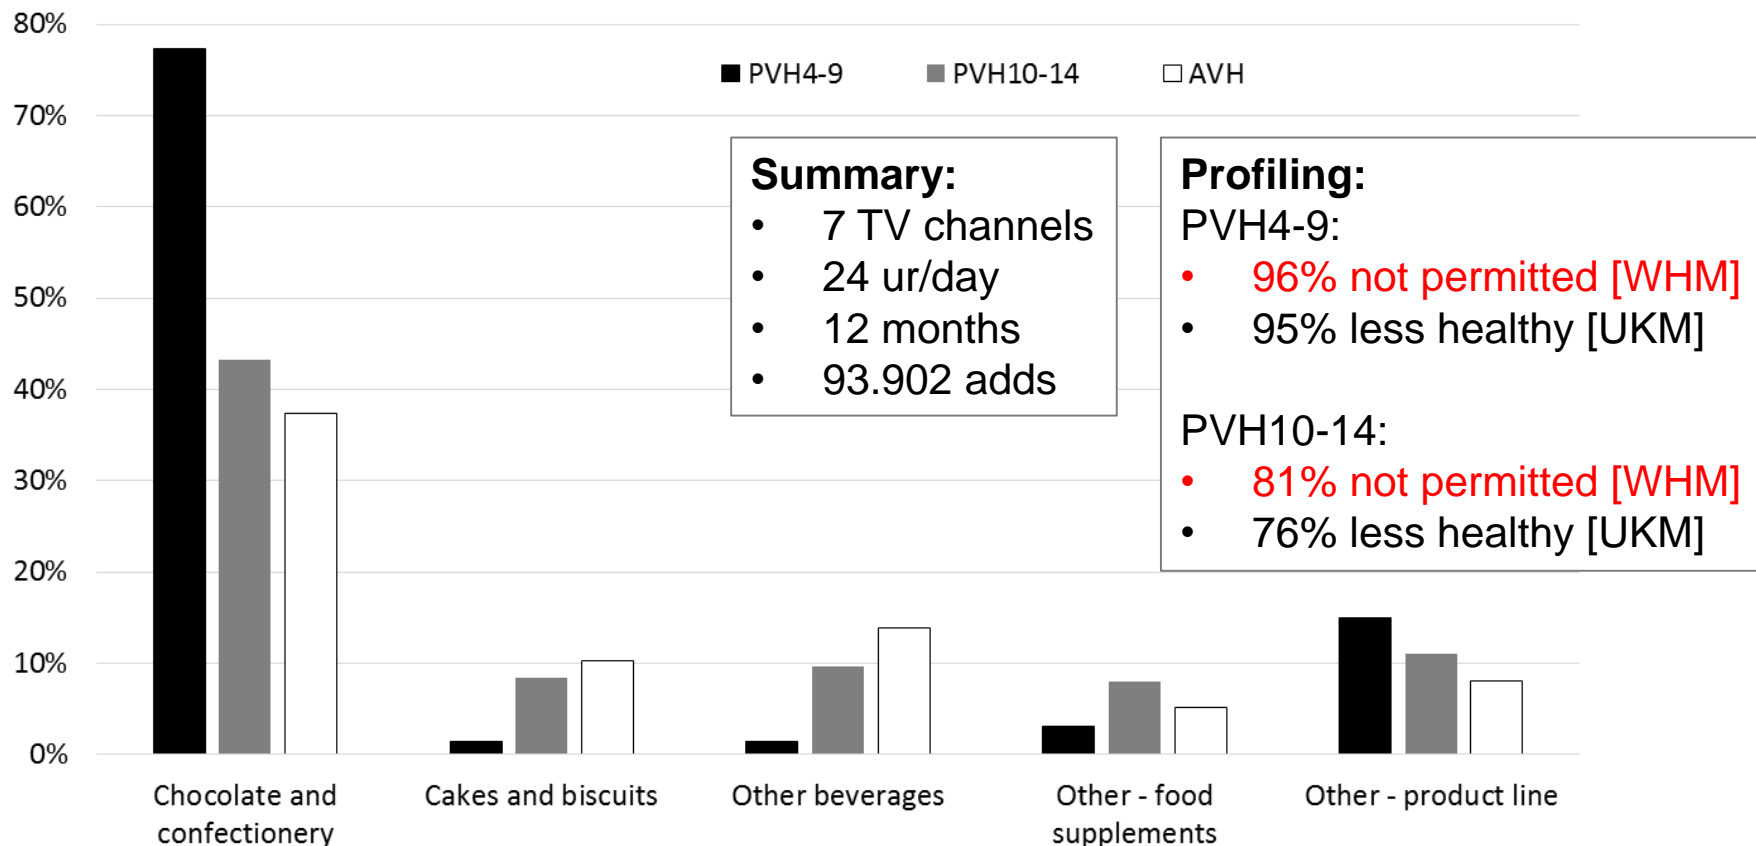 80%
70%
60%
50%
40%
30%
20%
10%
0%
PVH4-9 PVH10-14 AVH
Summary:
• 7 TV channels
• 24 ur/day
• 12 months
• 93.902 adds
Profiling:
PVH4-9:
• 96% not permitted [WHM]
• 95% less healthy [UKM]
PVH10-14:
• 81% not permitted [WHM]
• 76% less healthy [UKM]
Chocolate and
confectionery
Cakes and biscuits
Other beverages
Other - food
supplements
Other - product line